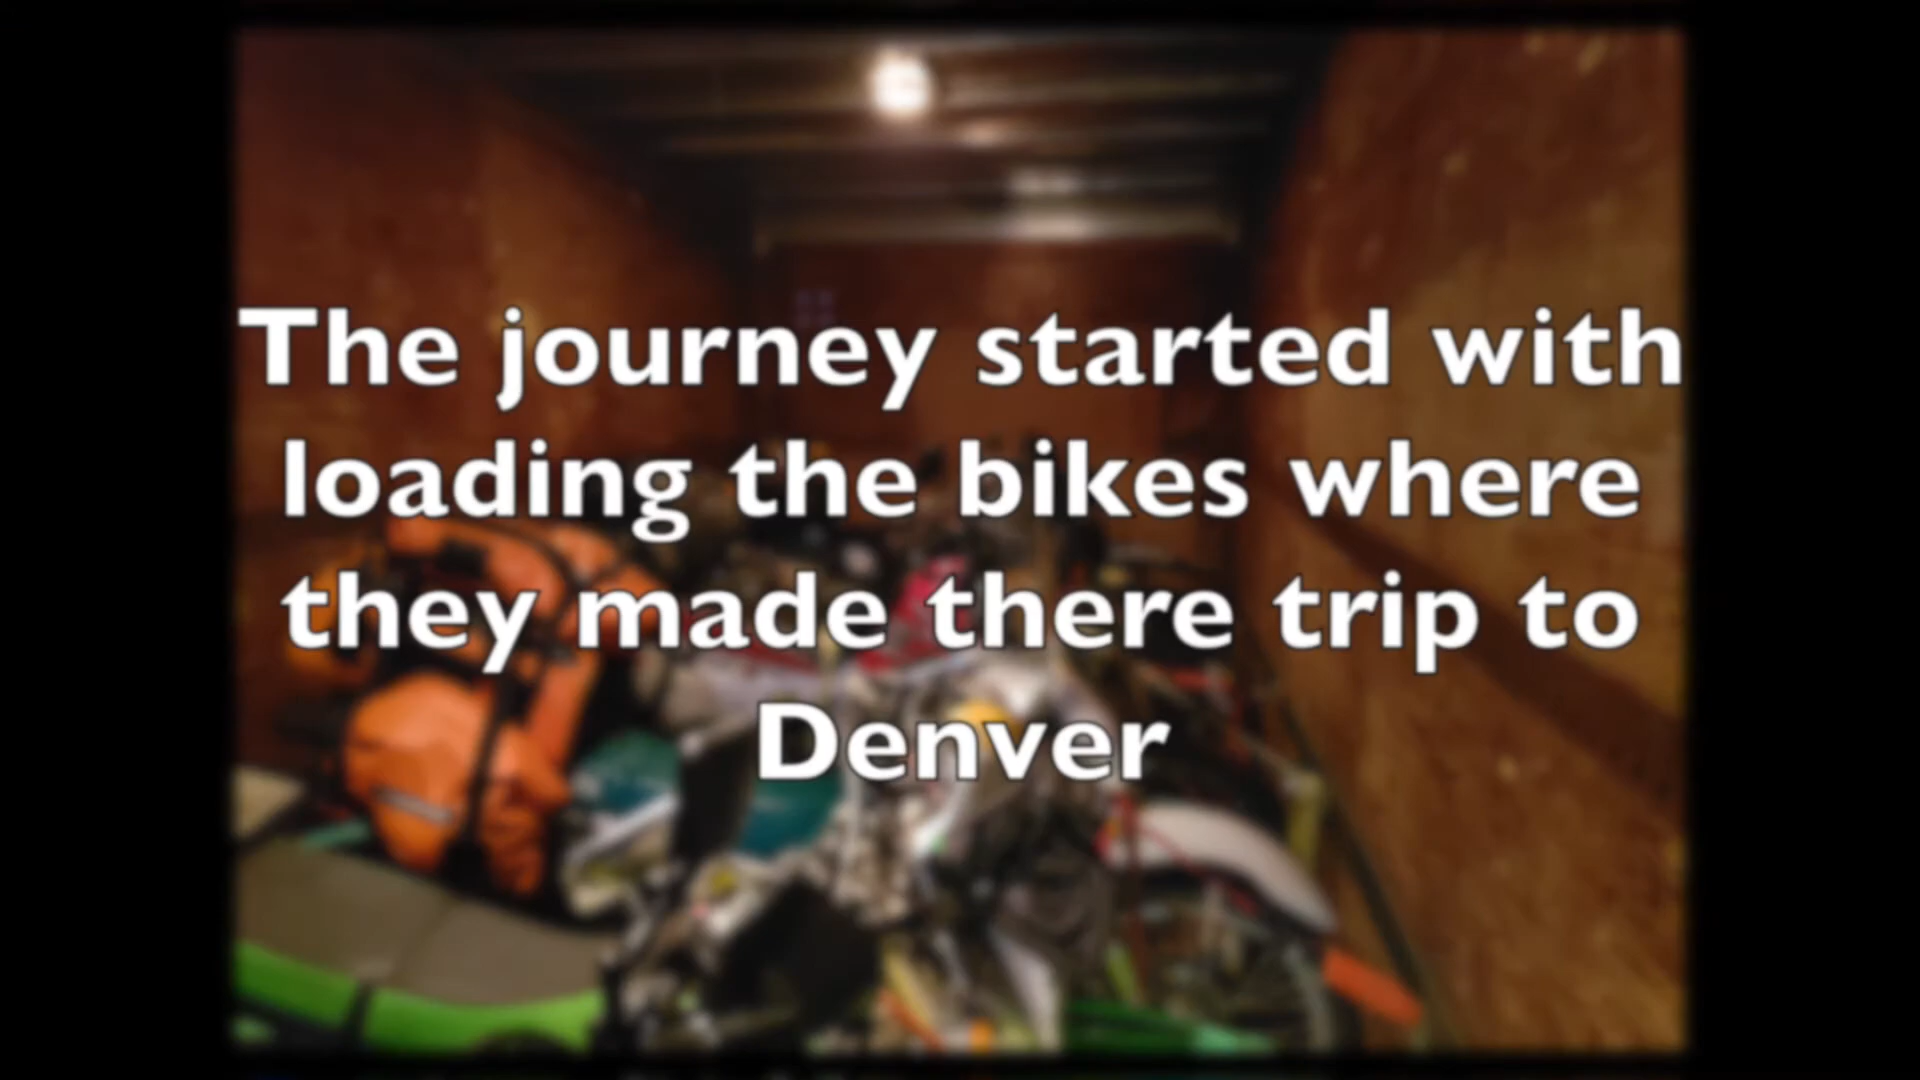 The journey started with
loading the bikes where
they made there trip to
Denver